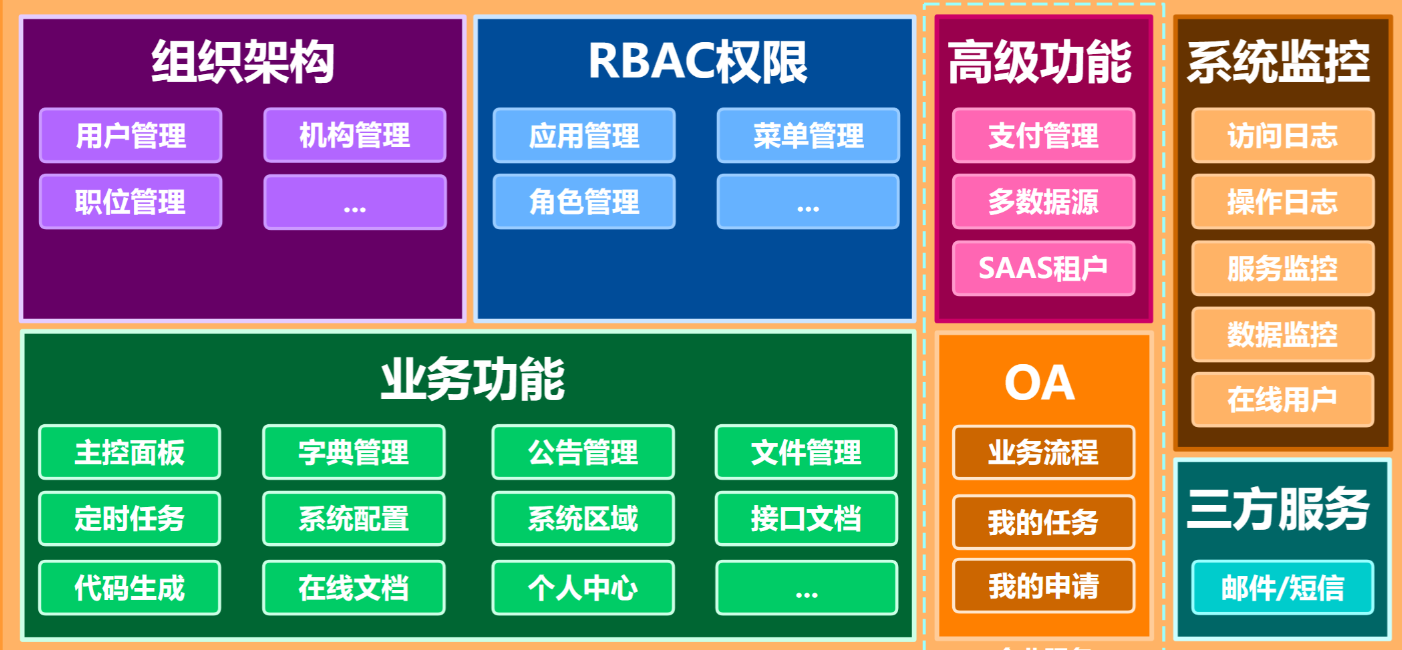 组织架构
用户管理
机构管理
职位管理
...
RBAC权限
应用管理
菜单管理
角色管理
...
高级功能
支付管理
多数据源
SAAS租户
系统监控
访问日志
操作日志
服务监控
数据监控
在线用户
业务功能
主控面板
字典管理
公告管理
文件管理
定时任务
系统配置
系统区域
接口文档
代码生成
在线文档
个人中心
...
OA
业务流程
我的任务
我的申请
三方服务
邮件/短信